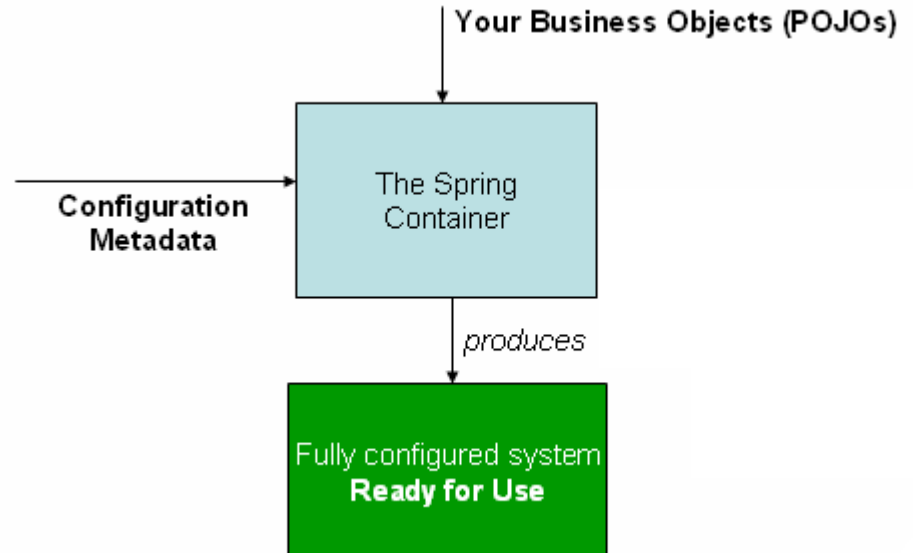 Your Business Objects (POJOs)
The Spring
Container
Configuration
Metadata
produces
Fully configured system
Ready for Use